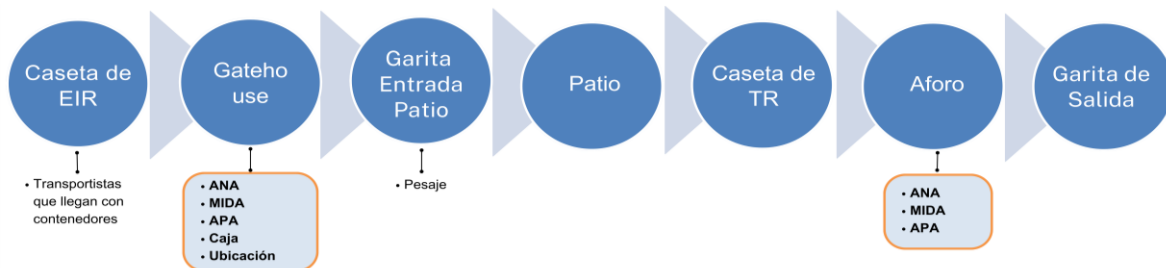 Caseta de
EIR
Gateho
use
Garita
Entrada
Patio
Patio
Caseta de
TR
Aforo
Garita de
Salida
• Transportistas
que llegan con
contenedores
• ANA
• MIDA
• APA
• Caja
• Ubicación
• Pesaje
• ANA
• MIDA
• APA